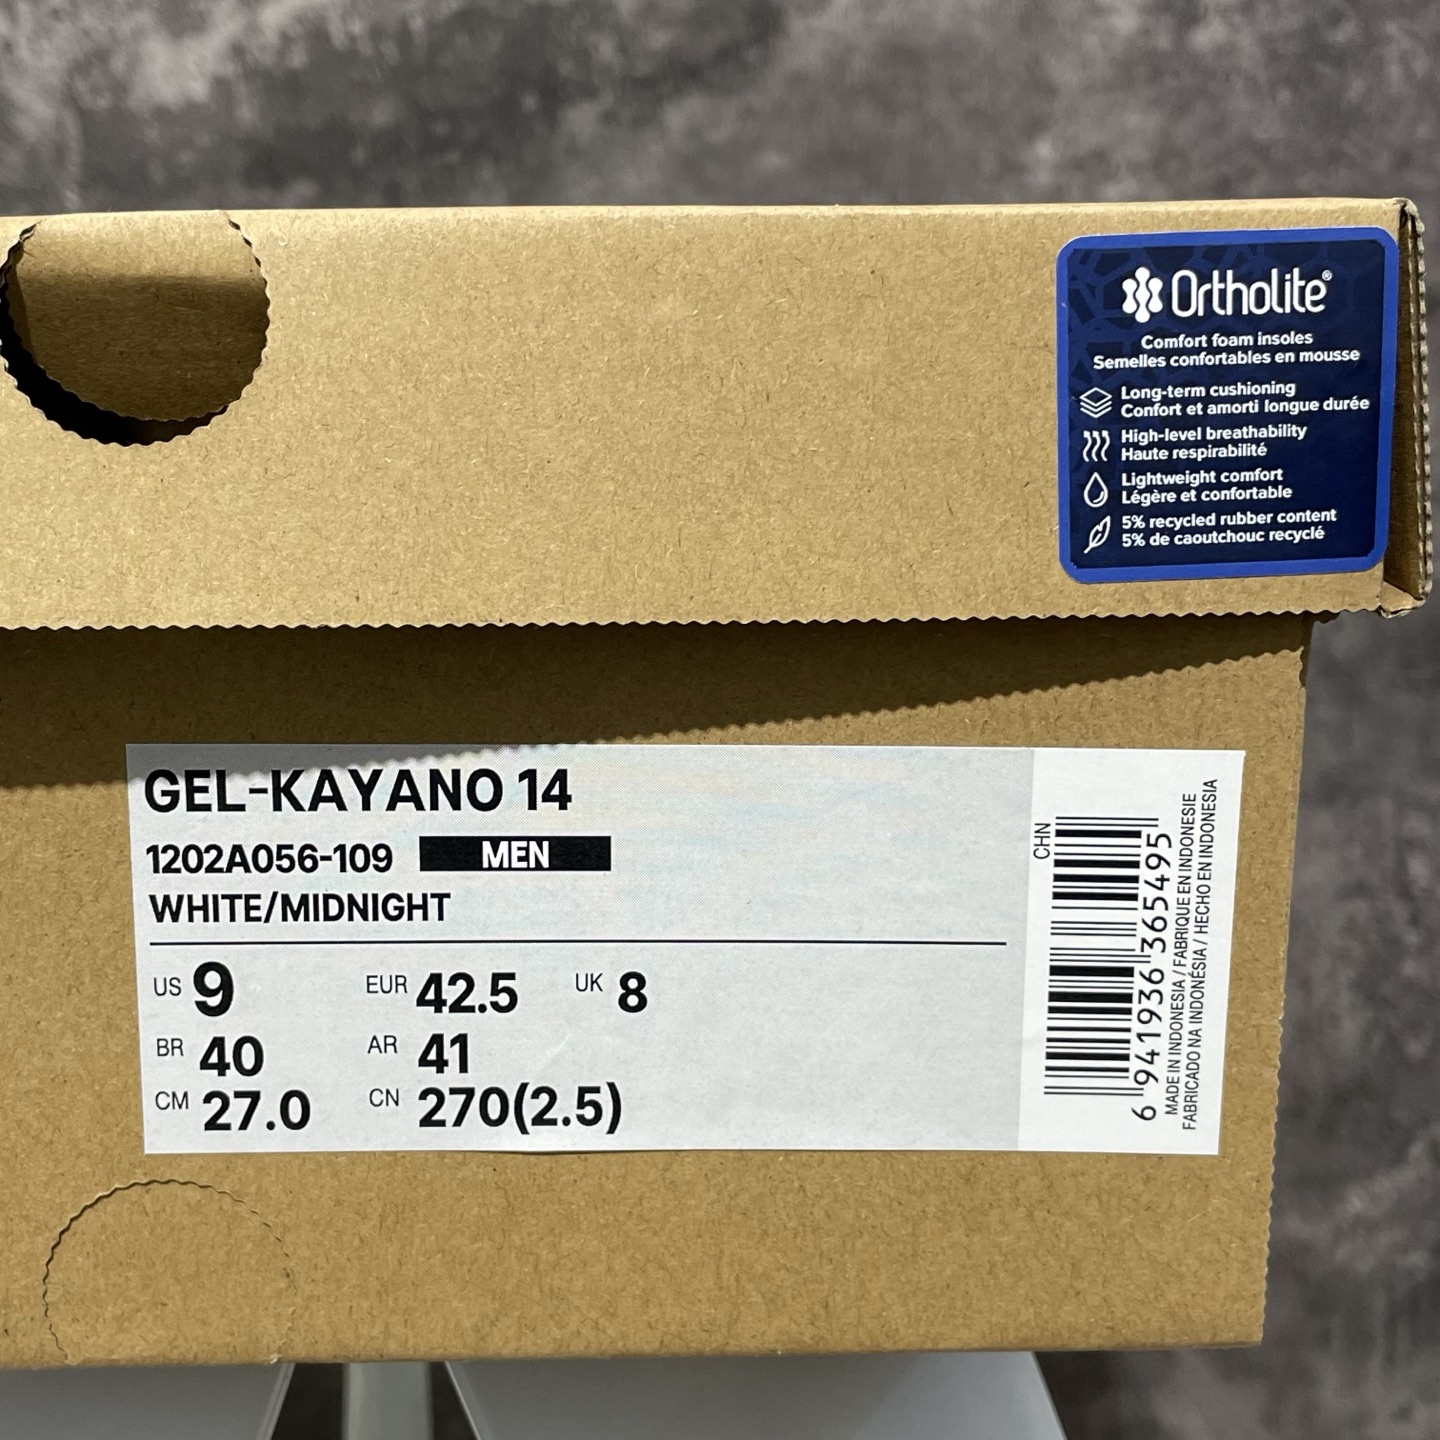 Ortholite®
Comfort foam insoles
Semelles confortables en mousse
Long-term cushioning
Confort et amorti longue durée
High-level breathability
Haute respirabilité
Lightweight comfort
Légère et confortable
5% recycled rubber content
5% de caoutchouc recyclé
GEL-KAYANO 14
1202A056-109 MEN
WHITE/MIDNIGHT
US 9 EUR 42.5 UK 8
BR 40 AR 41
CM 27.0 CN 270(2.5)
CHN
6 941936 365495
MADE IN INDONESIA / FABRIQUE EN INDONESIE
FABRICADO NA INDONÉSIA / HECHO EN INDONESIA